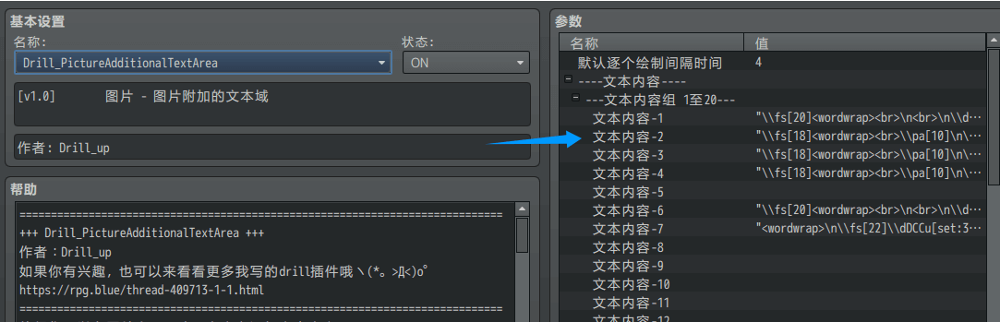 基本设置
名称:
状态:
Drill_PictureAdditionalTextArea
ON
[v1.0] 图片 - 图片附加的文本域
作者: Drill_up
帮助
=============================================================================
+++ Drill_PictureAdditionalTextArea +++
作者：Drill_up
如果你有兴趣，也可以来看看更多我写的drill插件哦ヽ(*。>Д<)o゜
https://rpg.blue/thread-409713-1-1.html
=============================================================================
参数
名称 值
默认逐个绘制间隔时间 4
----文本内容----
---文本内容组 1至20---
文本内容-1 "\\fs[20]<wordwrap><br>\n<br>\n\\d…
文本内容-2 "\\fs[18]<wordwrap><br>\\pa[10]\n\…
文本内容-3 "\\fs[18]<wordwrap><br>\\pa[10]\n\…
文本内容-4 "\\fs[18]<wordwrap><br>\\pa[10]\n\…
文本内容-5
文本内容-6 "\\fs[20]<wordwrap><br>\n<br>\n\\d…
文本内容-7 "<wordwrap>\n\\fs[22]\\dDCCu[set:3…
文本内容-8
文本内容-9
文本内容-10
文本内容-11
文本内容-12